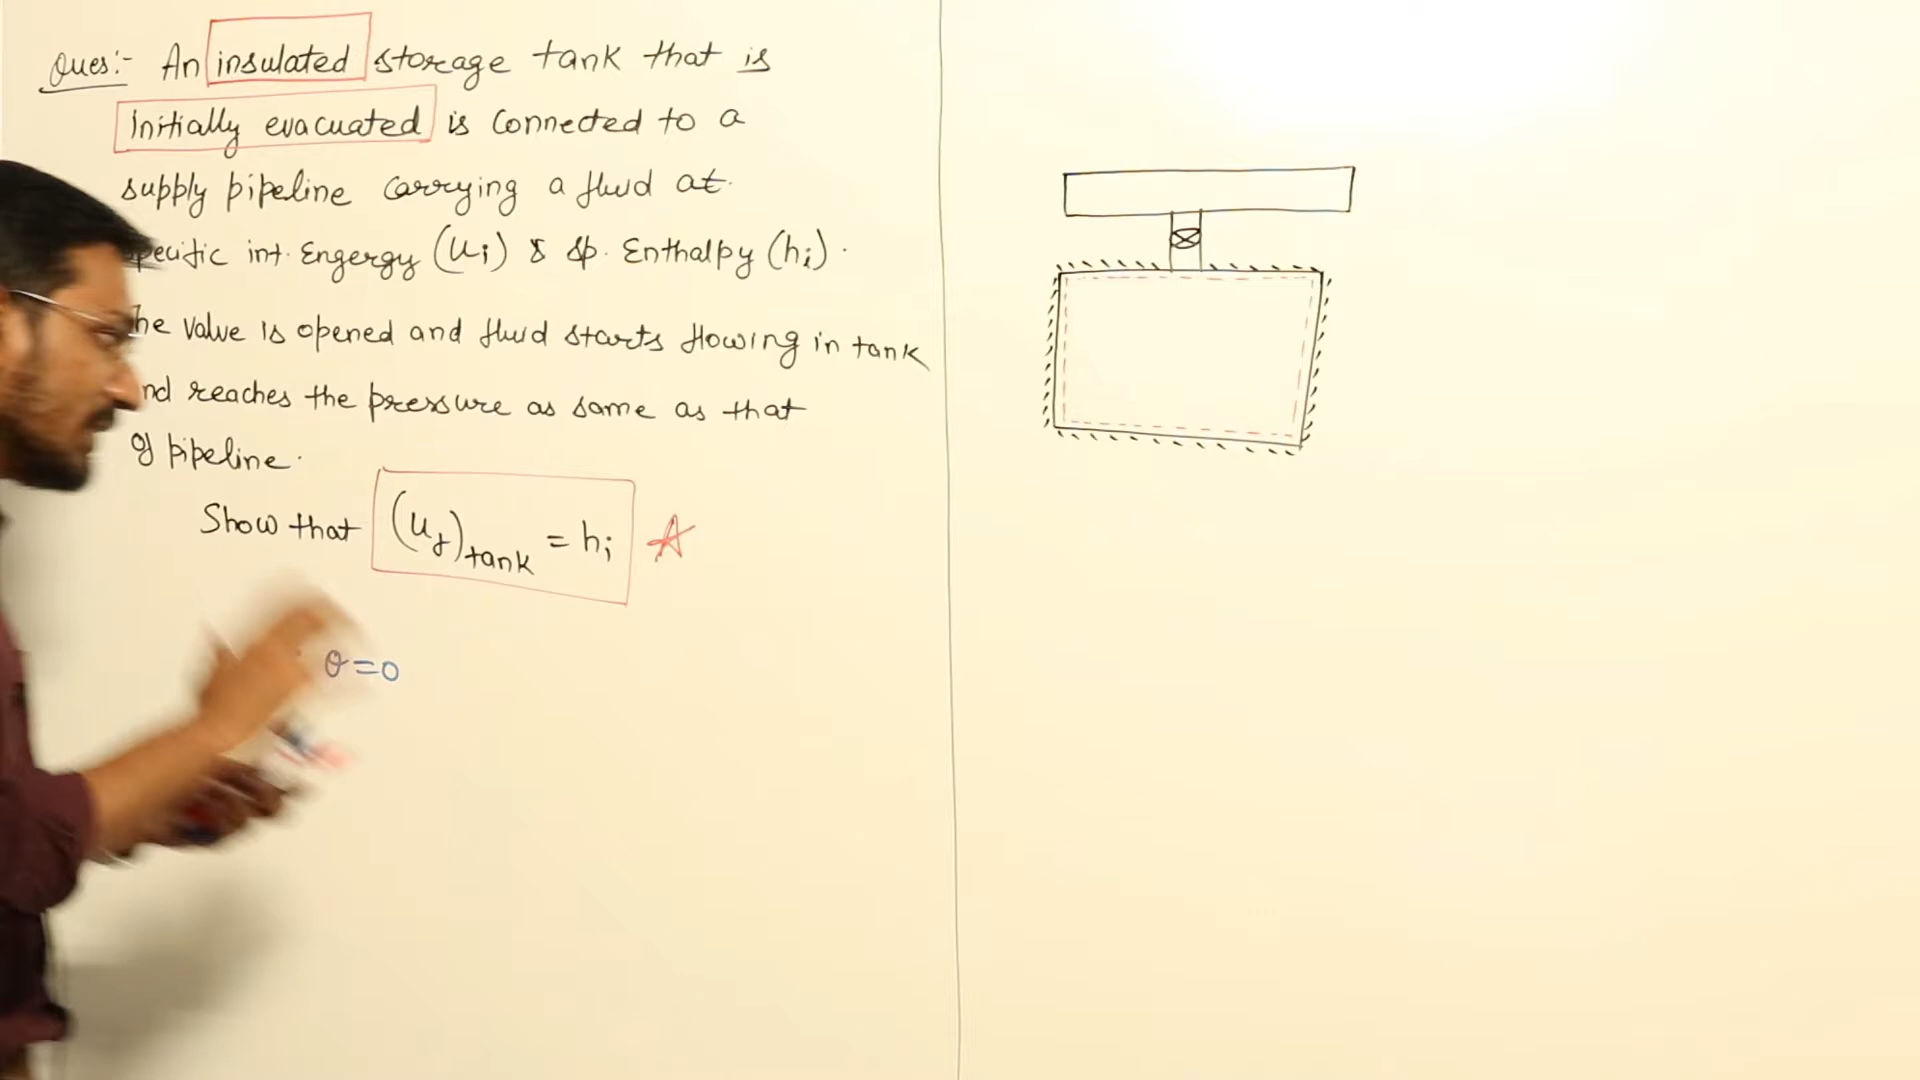 Ques:- An insulated storage tank that is
initially evacuated is connected to a
supply pipeline carrying a fluid at
pecific int. Engergy (ui) & sp. Enthalpy (hi).
he valve is opened and fluid starts flowing in tank
nd reaches the pressure as same as that
of pipeline.
Show that (uf)tank = hi
Q=0